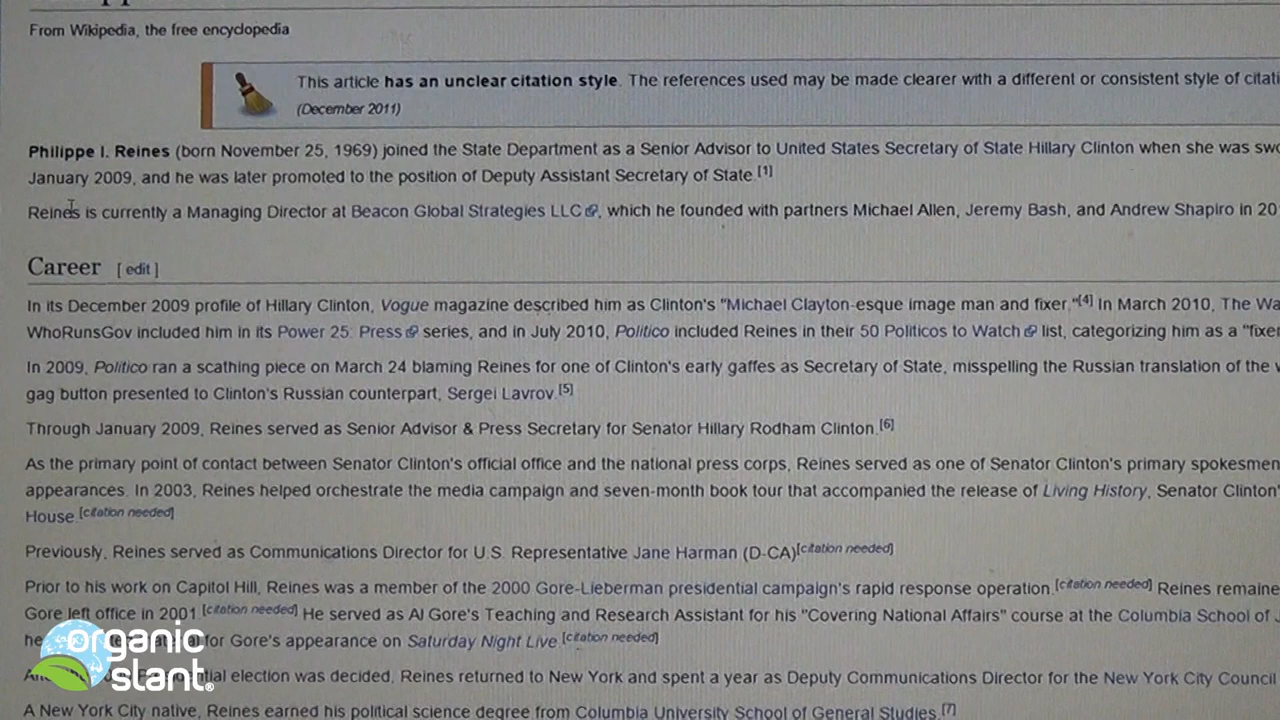 From Wikipedia, the free encyclopedia
This article has an unclear citation style. The references used may be made clearer with a different or consistent style of
(December 2011)
Philippe I. Reines (born November 25, 1969) joined the State Department as a Senior Advisor to United States Secretary of State Hillary Clinton when she was
January 2009, and he was later promoted to the position of Deputy Assistant Secretary of State.[1]
Reines is currently a Managing Director at Beacon Global Strategies LLC, which he founded with partners Michael Allen, Jeremy Bash, and Andrew Shapiro in 20
Career [ edit ]
In its December 2009 profile of Hillary Clinton, Vogue magazine described him as Clinton's "Michael Clayton-esque image man and fixer."[4] In March 2010, The Wa
WhoRunsGov included him in its Power 25: Press series, and in July 2010, Politico included Reines in their 50 Politicos to Watch list, categorizing him as a "fixer
In 2009, Politico ran a scathing piece on March 24 blaming Reines for one of Clinton's early gaffes as Secretary of State, misspelling the Russian translation of the
gag button presented to Clinton's Russian counterpart, Sergei Lavrov.[5]
Through January 2009, Reines served as Senior Advisor & Press Secretary for Senator Hillary Rodham Clinton.[6]
As the primary point of contact between Senator Clinton's official office and the national press corps, Reines served as one of Senator Clinton's primary spokesmen
appearances. In 2003, Reines helped orchestrate the media campaign and seven-month book tour that accompanied the release of Living History, Senator Clinton'
House.[citation needed]
Previously, Reines served as Communications Director for U.S. Representative Jane Harman (D-CA)[citation needed]
Prior to his work on Capitol Hill, Reines was a member of the 2000 Gore-Lieberman presidential campaign's rapid response operation.[citation needed] Reines remaine
Gore left office in 2001.[citation needed] He served as Al Gore's Teaching and Research Assistant for his "Covering National Affairs" course at the Columbia School of
he for Gore's appearance on Saturday Night Live.[citation needed]
election was decided, Reines returned to New York and spent a year as Deputy Communications Director for the New York City Council
A New York City native, Reines earned his political science degree from Columbia University School of General Studies.[7]
organic
slant®